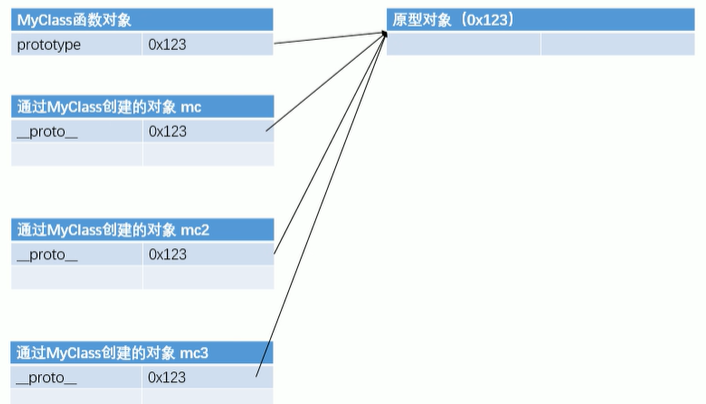 MyClass函数对象
prototype 0x123
原型对象（0x123）
通过MyClass创建的对象 mc
__proto__ 0x123
通过MyClass创建的对象 mc2
__proto__ 0x123
通过MyClass创建的对象 mc3
__proto__ 0x123